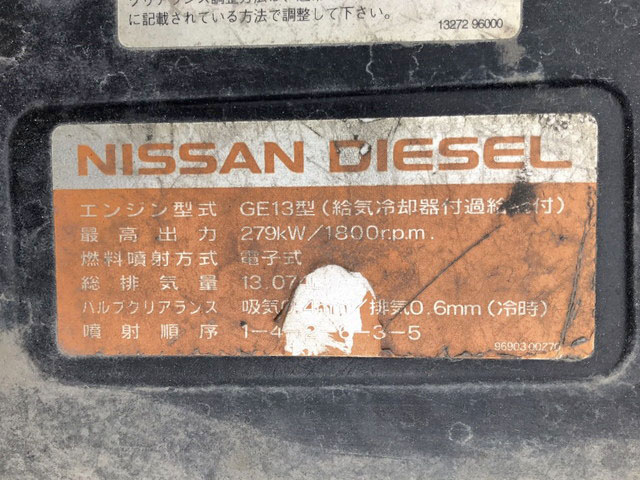 に記載されている方法で調整して下さい。
13272 96000
NISSAN DIESEL
エンジン型式 GE13型(給気冷却器付過給 付)
最高出力 279kW/1800r.p.m.
燃料噴射方式 電子式
総排気量 13.07
バルブクリアランス 吸気 /排気0.6mm(冷時)
噴射順序 1-4- -3-5
96903-00270